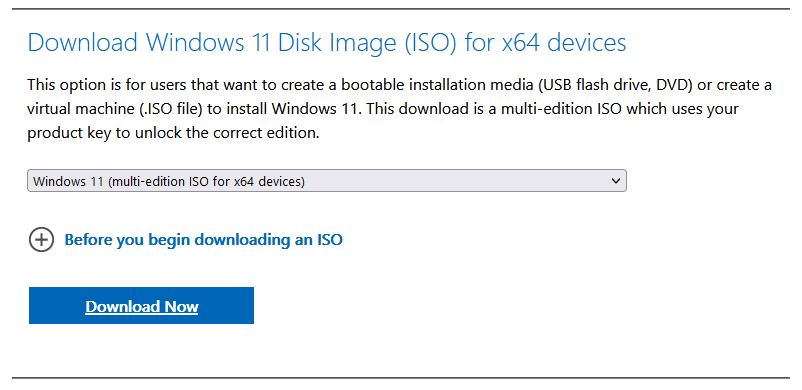 Download Windows 11 Disk Image (ISO) for x64 devices
This option is for users that want to create a bootable installation media (USB flash drive, DVD) or create a
virtual machine (.ISO file) to install Windows 11. This download is a multi-edition ISO which uses your
product key to unlock the correct edition.
Windows 11 (multi-edition ISO for x64 devices)
Before you begin downloading an ISO
Download Now